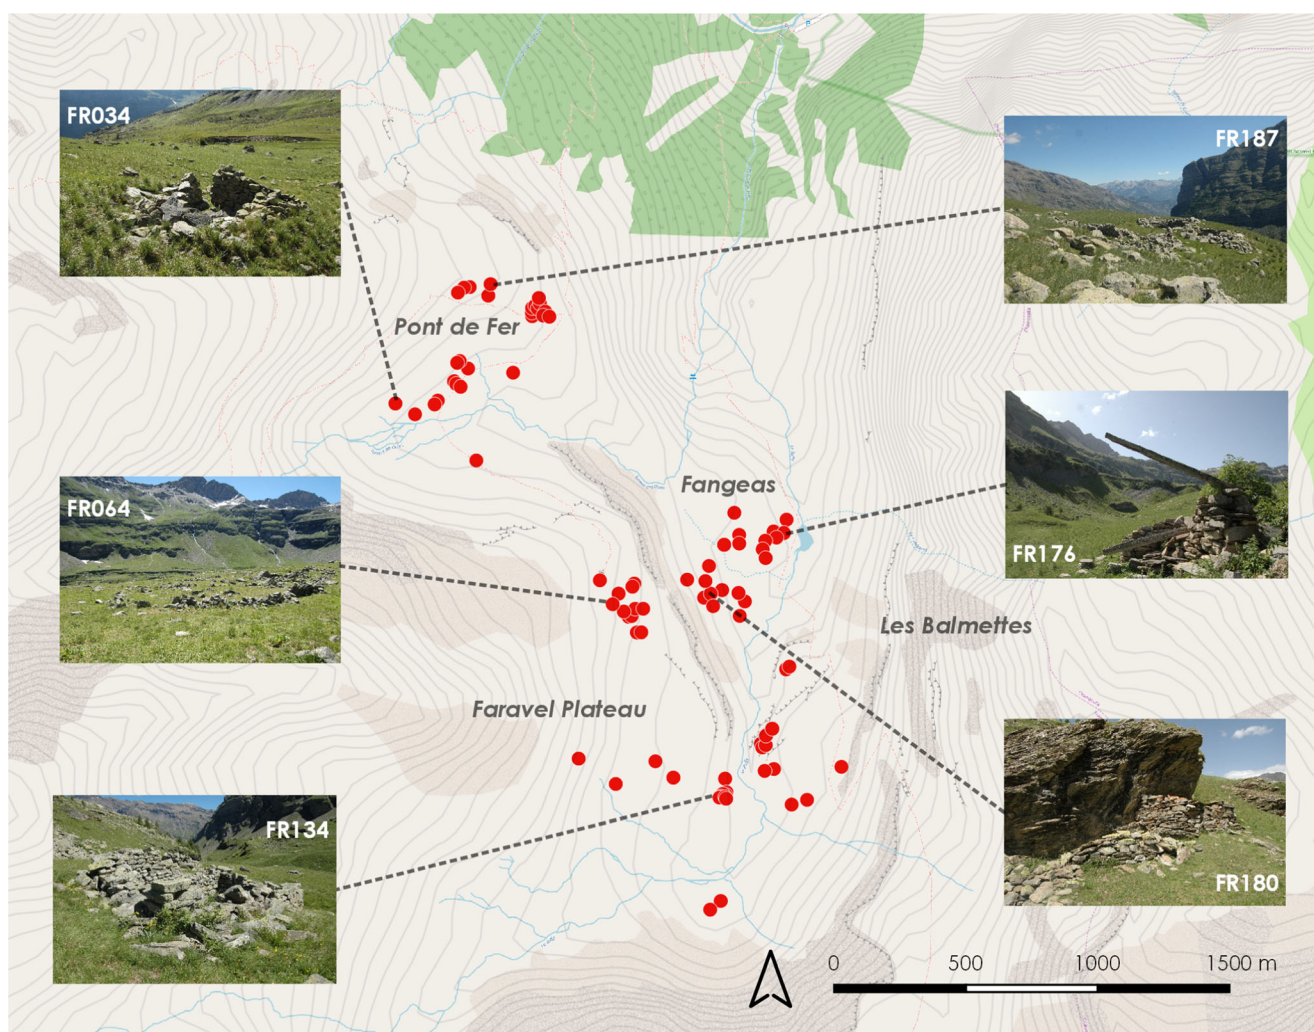 P
FR034
FR187
Pont de Fer
FR064
Fangeas
FR176
Les Balmettes
Faravel Plateau
FR134
FR180
0 500 1000 1500 m